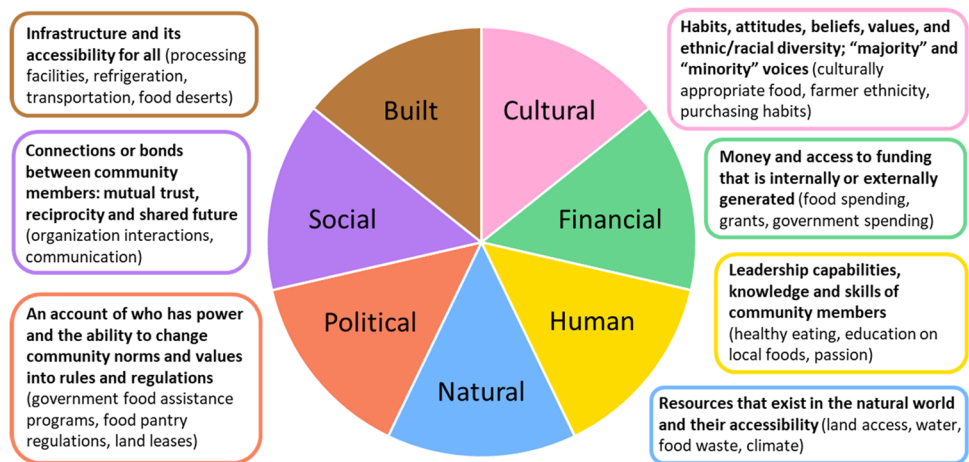 Infrastructure and its
accessibility for all (processing
facilities, refrigeration,
transportation, food deserts)
Connections or bonds
between community
members: mutual trust,
reciprocity and shared future
(organization interactions,
communication)
An account of who has power
and the ability to change
community norms and values
into rules and regulations
(government food assistance
programs, food pantry
regulations, land leases)
Built
Cultural
Social
Financial
Political
Human
Natural
Habits, attitudes, beliefs, values, and
ethnic/racial diversity; “majority” and
“minority” voices (culturally
appropriate food, farmer ethnicity,
purchasing habits)
Money and access to funding
that is internally or externally
generated (food spending,
grants, government spending)
Leadership capabilities,
knowledge and skills of
community members
(healthy eating, education on
local foods, passion)
Resources that exist in the natural world
and their accessibility (land access, water,
food waste, climate)